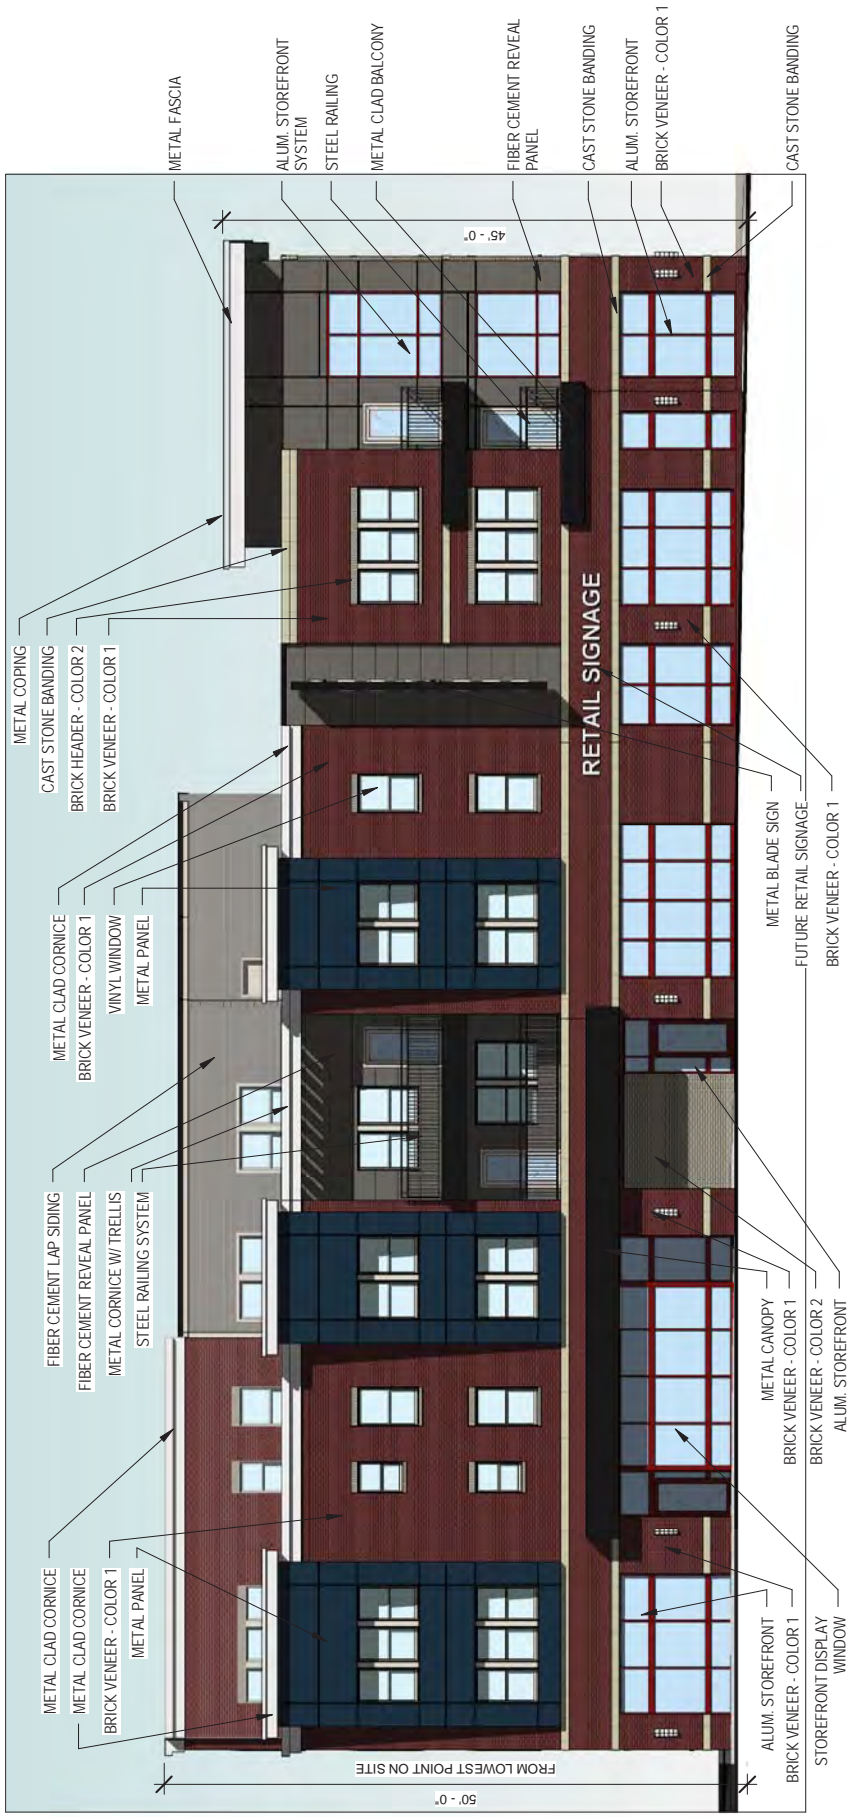 METAL CLAD CORNICE
METAL CLAD CORNICE
BRICK VENEER - COLOR 1
METAL PANEL
FIBER CEMENT LAP SIDING
FIBER CEMENT REVEAL PANEL
METAL CORNICE W/ TRELLIS
STEEL RAILING SYSTEM
METAL CLAD CORNICE
BRICK VENEER - COLOR 1
VINYL WINDOW
METAL PANEL
METAL COPING
CAST STONE BANDING
BRICK HEADER - COLOR 2
BRICK VENEER - COLOR 1
METAL FASCIA
ALUM. STOREFRONT
SYSTEM
STEEL RAILING
METAL CLAD BALCONY
FIBER CEMENT REVEAL
PANEL
CAST STONE BANDING
ALUM. STOREFRONT
BRICK VENEER - COLOR 1
CAST STONE BANDING
45' - 0"
RETAIL SIGNAGE
50' - 0"
FROM LOWEST POINT ON SITE
ALUM. STOREFRONT
BRICK VENEER - COLOR 1
STOREFRONT DISPLAY
WINDOW
METAL CANOPY
BRICK VENEER - COLOR 1
BRICK VENEER - COLOR 2
ALUM. STOREFRONT
METAL BLADE SIGN
FUTURE RETAIL SIGNAGE
BRICK VENEER - COLOR 1